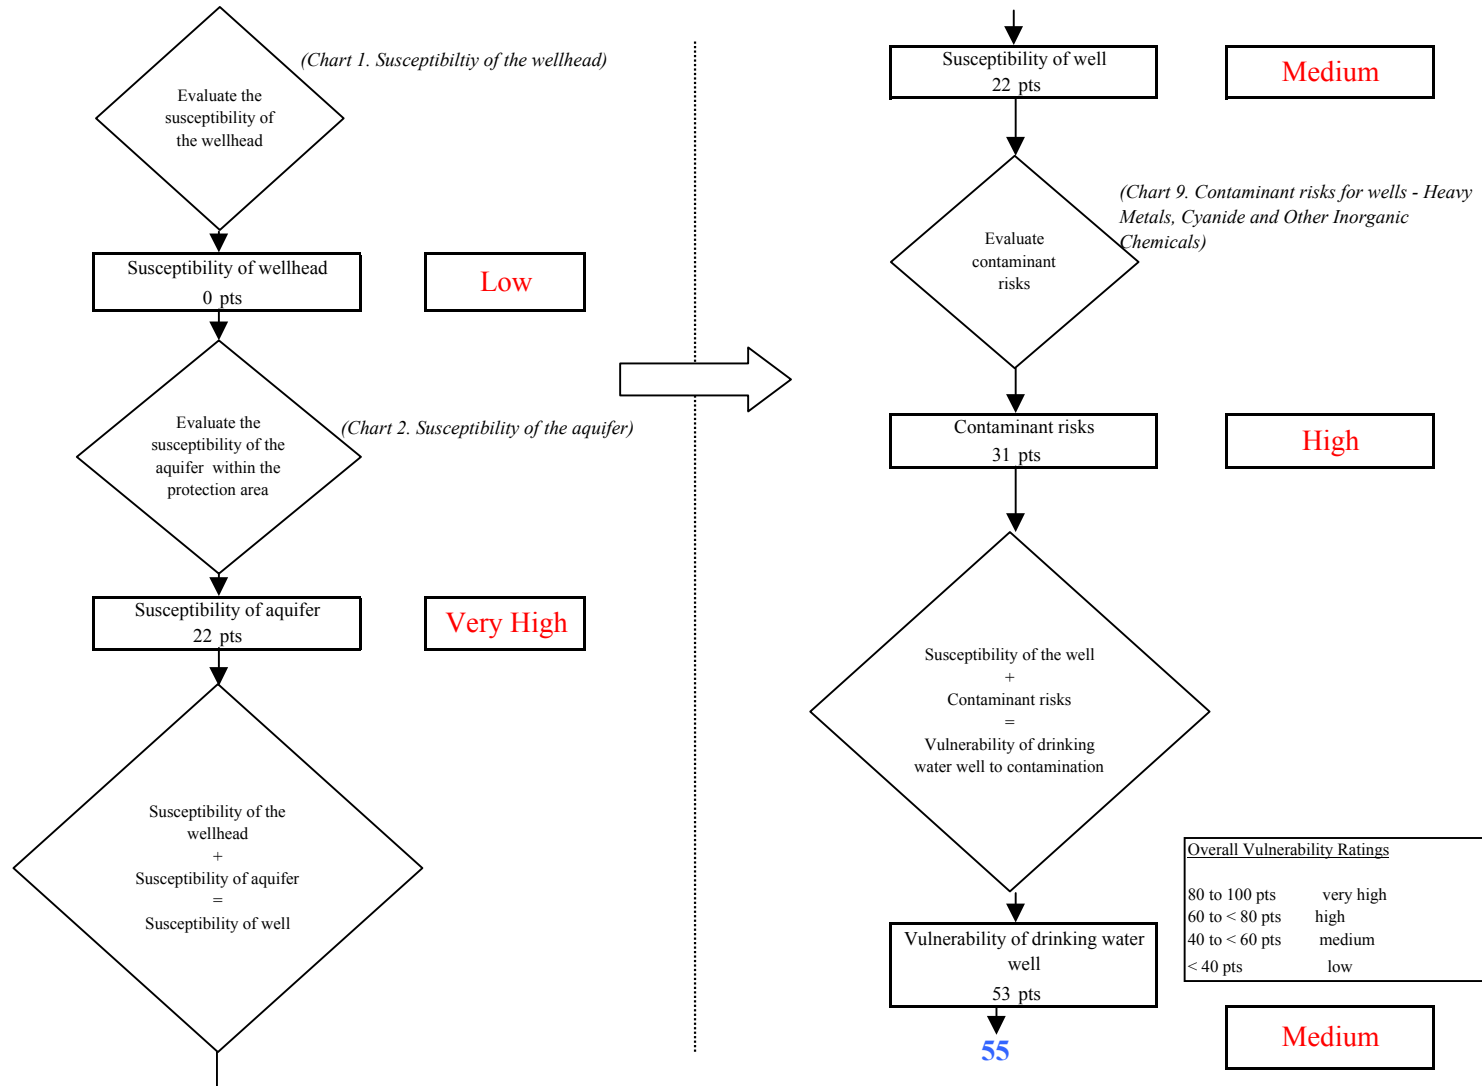 (Chart 1. Susceptibiltiy of the wellhead)
Evaluate the
susceptibility of
the wellhead
Susceptibility of wellhead
0 pts
Low
Evaluate the
susceptibility of the
aquifer within the
protection area
(Chart 2. Susceptibility of the aquifer)
Susceptibility of aquifer
22 pts
Very High
Susceptibility of the
wellhead
+
Susceptibility of aquifer
=
Susceptibility of well
Susceptibility of well
22 pts
Medium
(Chart 9. Contaminant risks for wells - Heavy
Metals, Cyanide and Other Inorganic
Chemicals)
Evaluate
contaminant
risks
Contaminant risks
31 pts
High
Susceptibility of the well
+
Contaminant risks
=
Vulnerability of drinking
water well to contamination
Overall Vulnerability Ratings
80 to 100 pts very high
60 to < 80 pts high
40 to < 60 pts medium
< 40 pts low
Vulnerability of drinking water
well
53 pts
55
Medium